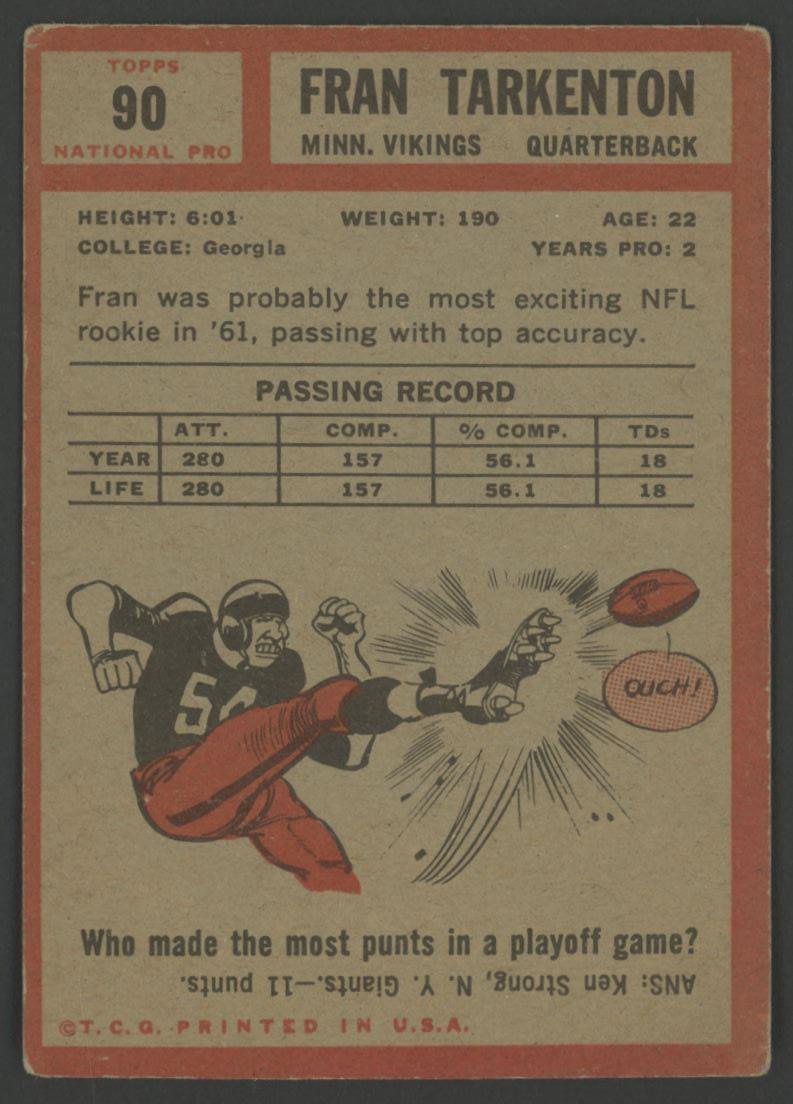 TOPPS
90
NATIONAL PRO
FRAN TARKENTON
MINN. VIKINGS QUARTERBACK
HEIGHT: 6:01 WEIGHT: 190 AGE: 22
COLLEGE: Georgia YEARS PRO: 2
Fran was probably the most exciting NFL
rookie in '61, passing with top accuracy.
PASSING RECORD
ATT. COMP. % COMP. TDs
YEAR 280 157 56.1 18
LIFE 280 157 56.1 18
54
OUCH!
Who made the most punts in a playoff game?
ANS: Ken Strong, N. Y. Giants.—11 punts.
©T.C.G. PRINTED IN U.S.A.